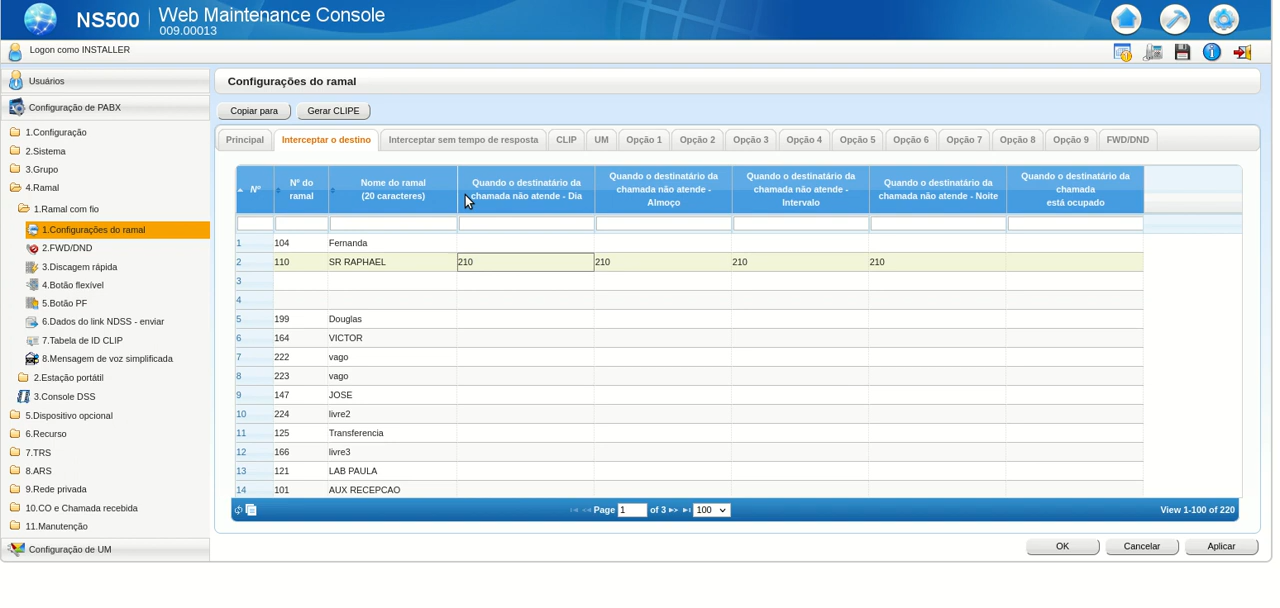 NS500
Web Maintenance Console
009.00013
Logon como INSTALLER
Usuários
Configuração de PABX
1.Configuração
2.Sistema
3.Grupo
4.Ramal
1.Ramal com fio
1.Configurações do ramal
2.FWD/DND
3.Discagem rápida
4.Botão flexível
5.Botão PF
6.Dados do link NDSS - enviar
7.Tabela de ID CLIP
8.Mensagem de voz simplificada
2.Estação portátil
3.Console DSS
5.Dispositivo opcional
6.Recurso
7.TRS
8.ARS
9.Rede privada
10.CO e Chamada recebida
11.Manutenção
Configuração de UM
Configurações do ramal
Copiar para Gerar CLIPE
Principal Interceptar o destino Interceptar sem tempo de resposta CLIP UM Opção 1 Opção 2 Opção 3 Opção 4 Opção 5 Opção 6 Opção 7 Opção 8 Opção 9 FWD/DND
Nº
Nº do
ramal
Nome do ramal
(20 caracteres)
Quando o destinatário da
chamada não atende - Dia
Quando o destinatário da
chamada não atende -
Almoço
Quando o destinatário da
chamada não atende -
Intervalo
Quando o destinatário da
chamada não atende - Noite
Quando o destinatário da
chamada
está ocupado
1 104 Fernanda
2 110 SR RAPHAEL 210 210 210 210
3
4
5 199 Douglas
6 164 VICTOR
7 222 vago
8 223 vago
9 147 JOSE
10 224 livre2
11 125 Transferencia
12 166 livre3
13 121 LAB PAULA
14 101 AUX RECEPCAO
Page 1 of 3 100 View 1-100 of 220
OK Cancelar Aplicar